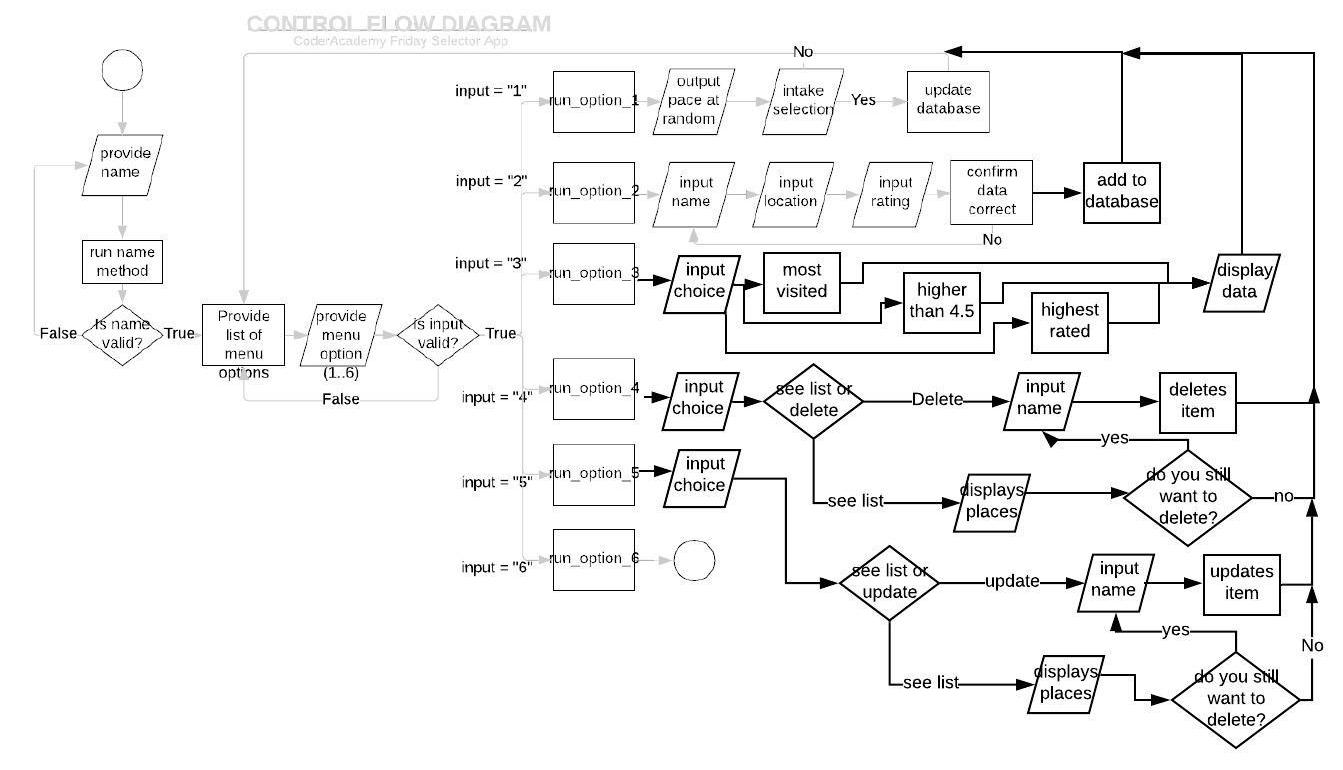 CONTROL FLOW DIAGRAM
CoderAcademy Friday Selector App
provide
name
run name
method
Is name
valid?
False
True
Provide
list of
menu
options
provide
menu
option
(1..6)
is input
valid?
True
False
No
input = "1"
run_option_1
output
pace at
random
intake
selection
Yes
update
database
input = "2"
run_option_2
input
name
input
location
input
rating
confirm
data
correct
No
add to
database
input = "3"
run_option_3
input
choice
most
visited
higher
than 4.5
highest
rated
display
data
input = "4"
run_option_4
input
choice
see list or
delete
Delete
input
name
deletes
item
yes
see list
displays
places
do you still
want to
delete?
no
input = "5"
run_option_5
input
choice
see list or
update
update
input
name
updates
item
yes
see list
displays
places
do you still
want to
delete?
No
input = "6"
run_option_6